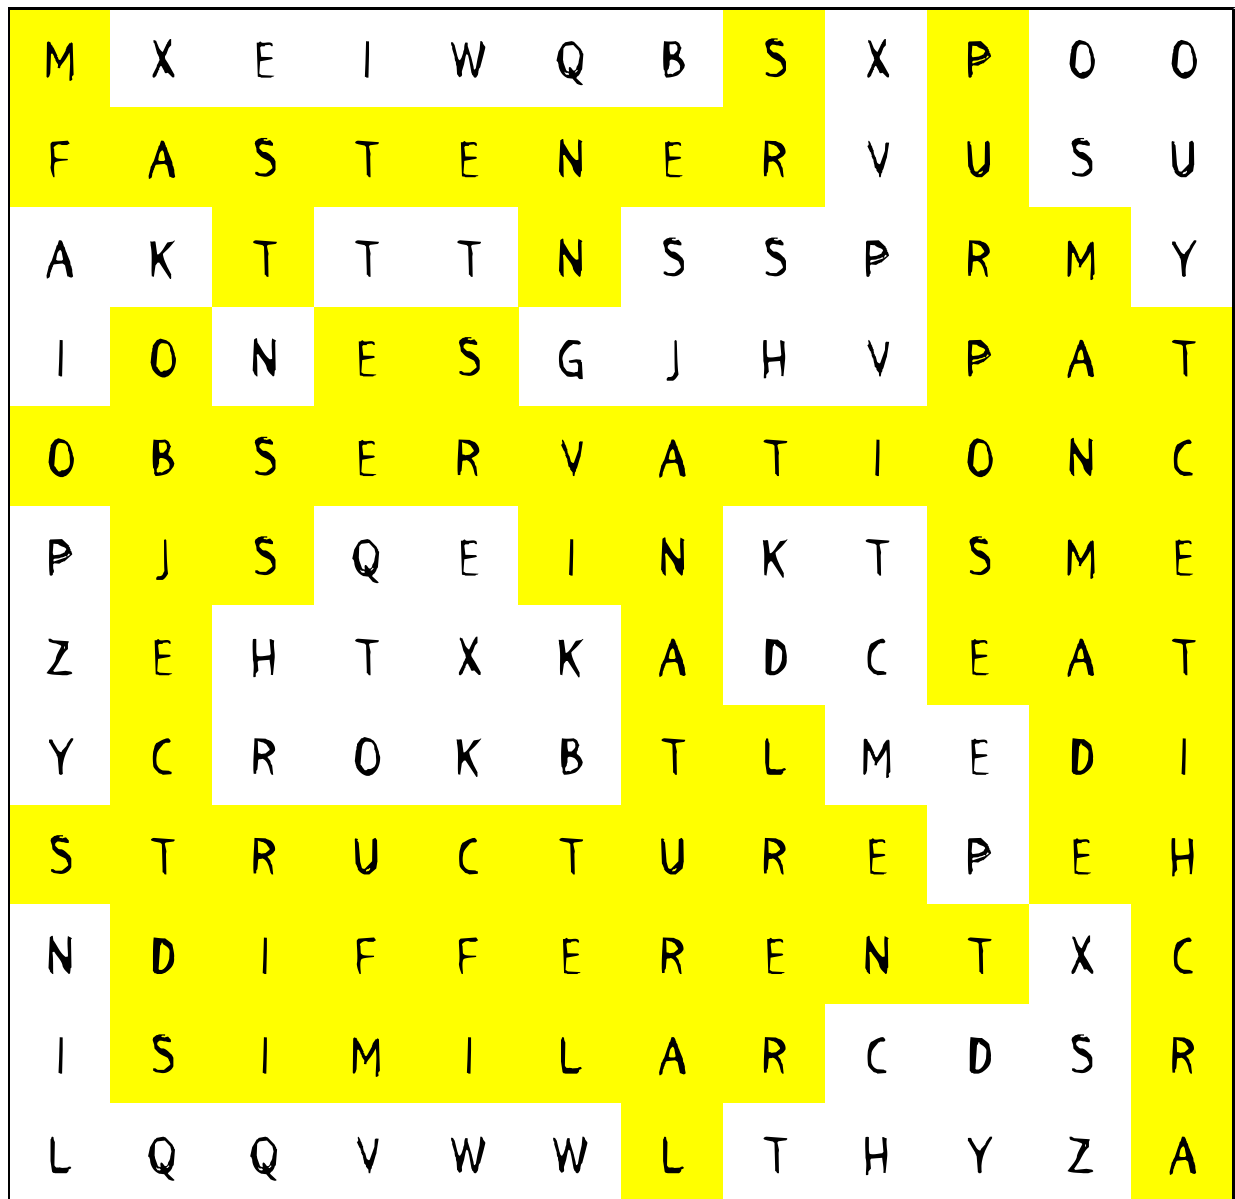 M X E I W Q B S X P O O
F A S T E N E R V U S U
A K T T T N S S P R M Y
I O N E S G J H V P A T
O B S E R V A T I O N C
P J S Q E I N K T S M E
Z E H T X K A D C E A T
Y C R O K B T L M E D I
S T R U C T U R E P E H
N D I F F E R E N T X C
I S I M I L A R C D S R
L Q Q V W W L T H Y Z A